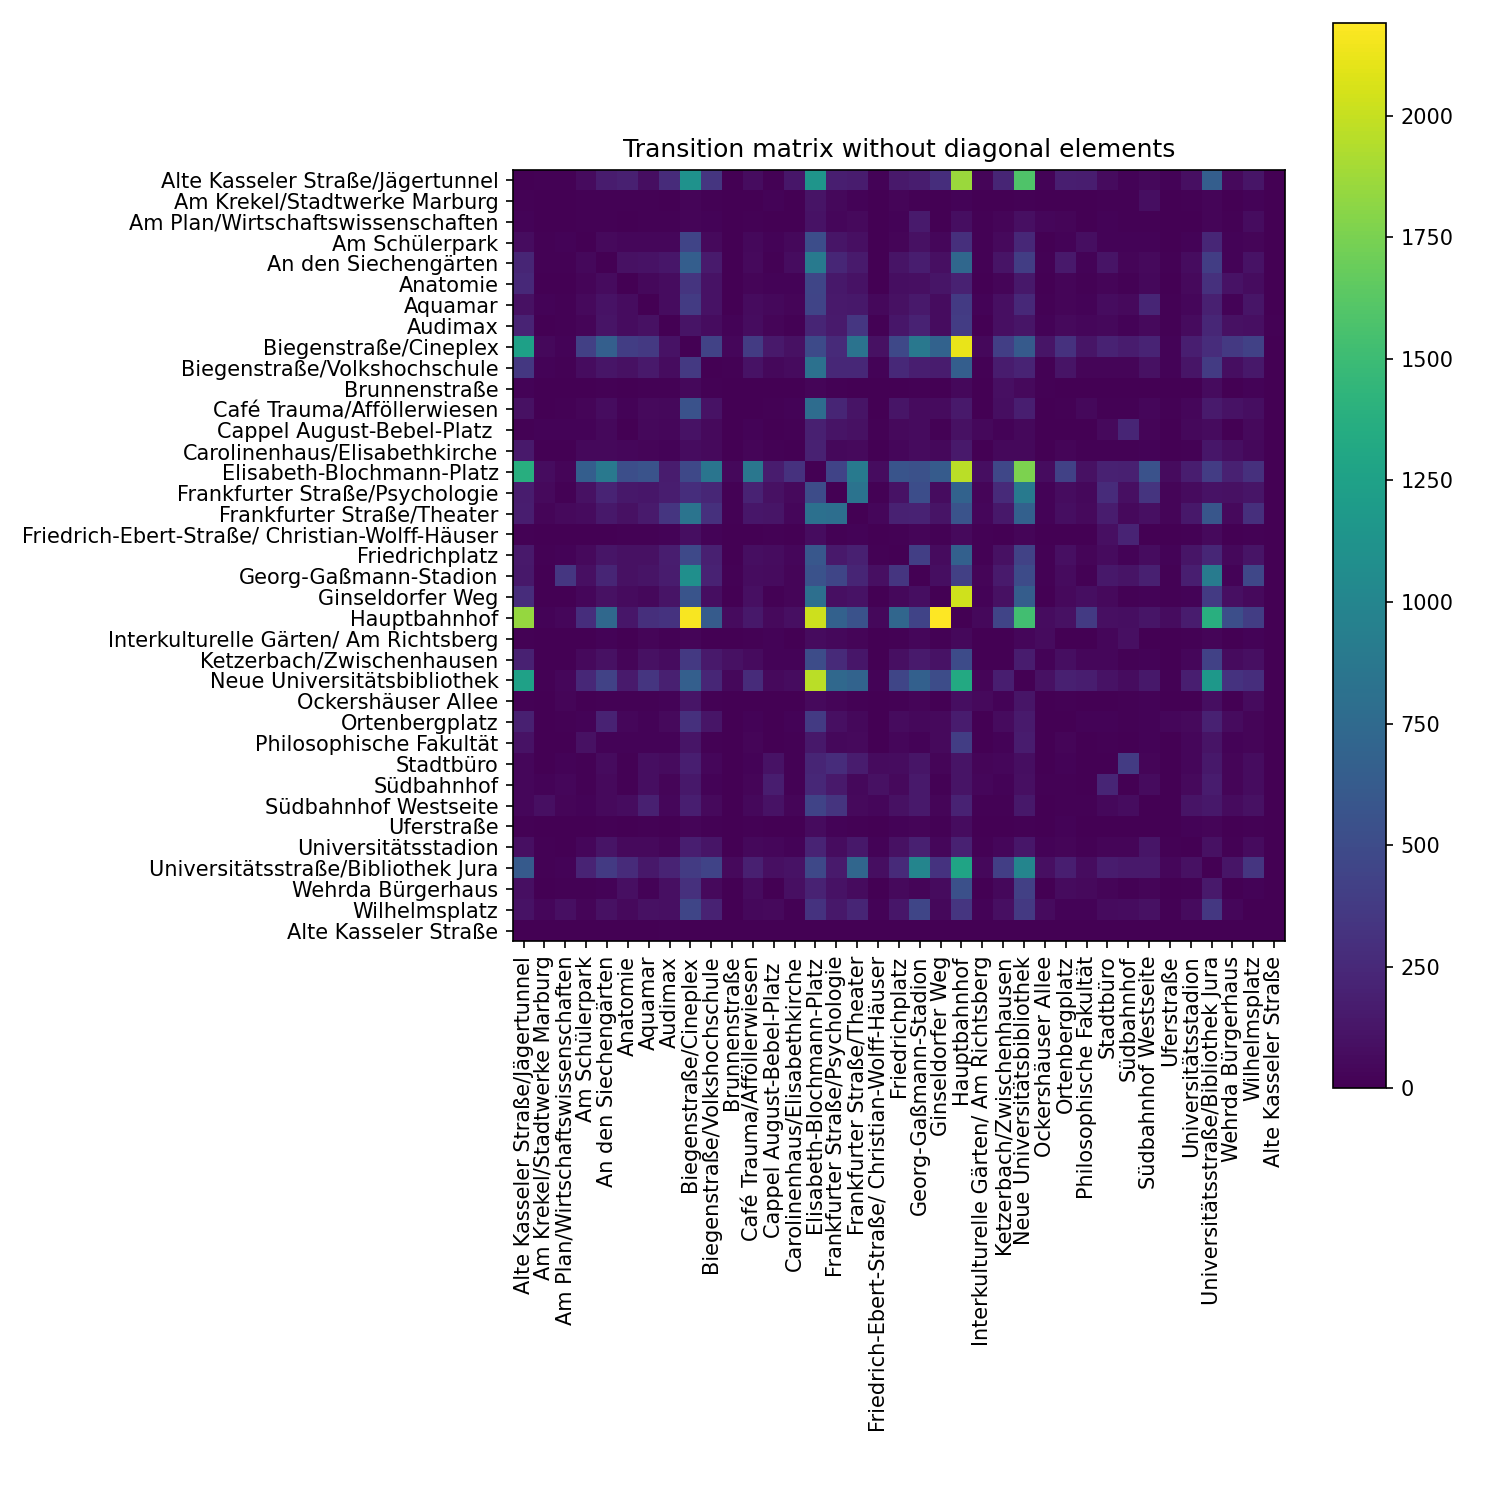 Transition matrix without diagonal elements
Alte Kasseler Straße/Jägertunnel
Am Krekel/Stadtwerke Marburg
Am Plan/Wirtschaftswissenschaften
Am Schülerpark
An den Siechengärten
Anatomie
Aquamar
Audimax
Biegenstraße/Cineplex
Biegenstraße/Volkshochschule
Brunnenstraße
Café Trauma/Afföllerwiesen
Cappel August-Bebel-Platz
Carolinenhaus/Elisabethkirche
Elisabeth-Blochmann-Platz
Frankfurter Straße/Psychologie
Frankfurter Straße/Theater
Friedrich-Ebert-Straße/ Christian-Wolff-Häuser
Friedrichplatz
Georg-Gaßmann-Stadion
Ginseldorfer Weg
Hauptbahnhof
Interkulturelle Gärten/ Am Richtsberg
Ketzerbach/Zwischenhausen
Neue Universitätsbibliothek
Ockershäuser Allee
Ortenbergplatz
Philosophische Fakultät
Stadtbüro
Südbahnhof
Südbahnhof Westseite
Uferstraße
Universitätsstadion
Universitätsstraße/Bibliothek Jura
Wehrda Bürgerhaus
Wilhelmsplatz
Alte Kasseler Straße
Alte Kasseler Straße/Jägertunnel
Am Krekel/Stadtwerke Marburg
Am Plan/Wirtschaftswissenschaften
Am Schülerpark
An den Siechengärten
Anatomie
Aquamar
Audimax
Biegenstraße/Cineplex
Biegenstraße/Volkshochschule
Brunnenstraße
Café Trauma/Afföllerwiesen
Cappel August-Bebel-Platz
Carolinenhaus/Elisabethkirche
Elisabeth-Blochmann-Platz
Frankfurter Straße/Psychologie
Frankfurter Straße/Theater
Friedrich-Ebert-Straße/ Christian-Wolff-Häuser
Friedrichplatz
Georg-Gaßmann-Stadion
Ginseldorfer Weg
Hauptbahnhof
Interkulturelle Gärten/ Am Richtsberg
Ketzerbach/Zwischenhausen
Neue Universitätsbibliothek
Ockershäuser Allee
Ortenbergplatz
Philosophische Fakultät
Stadtbüro
Südbahnhof
Südbahnhof Westseite
Uferstraße
Universitätsstadion
Universitätsstraße/Bibliothek Jura
Wehrda Bürgerhaus
Wilhelmsplatz
Alte Kasseler Straße
2000
1750
1500
1250
1000
750
500
250
0